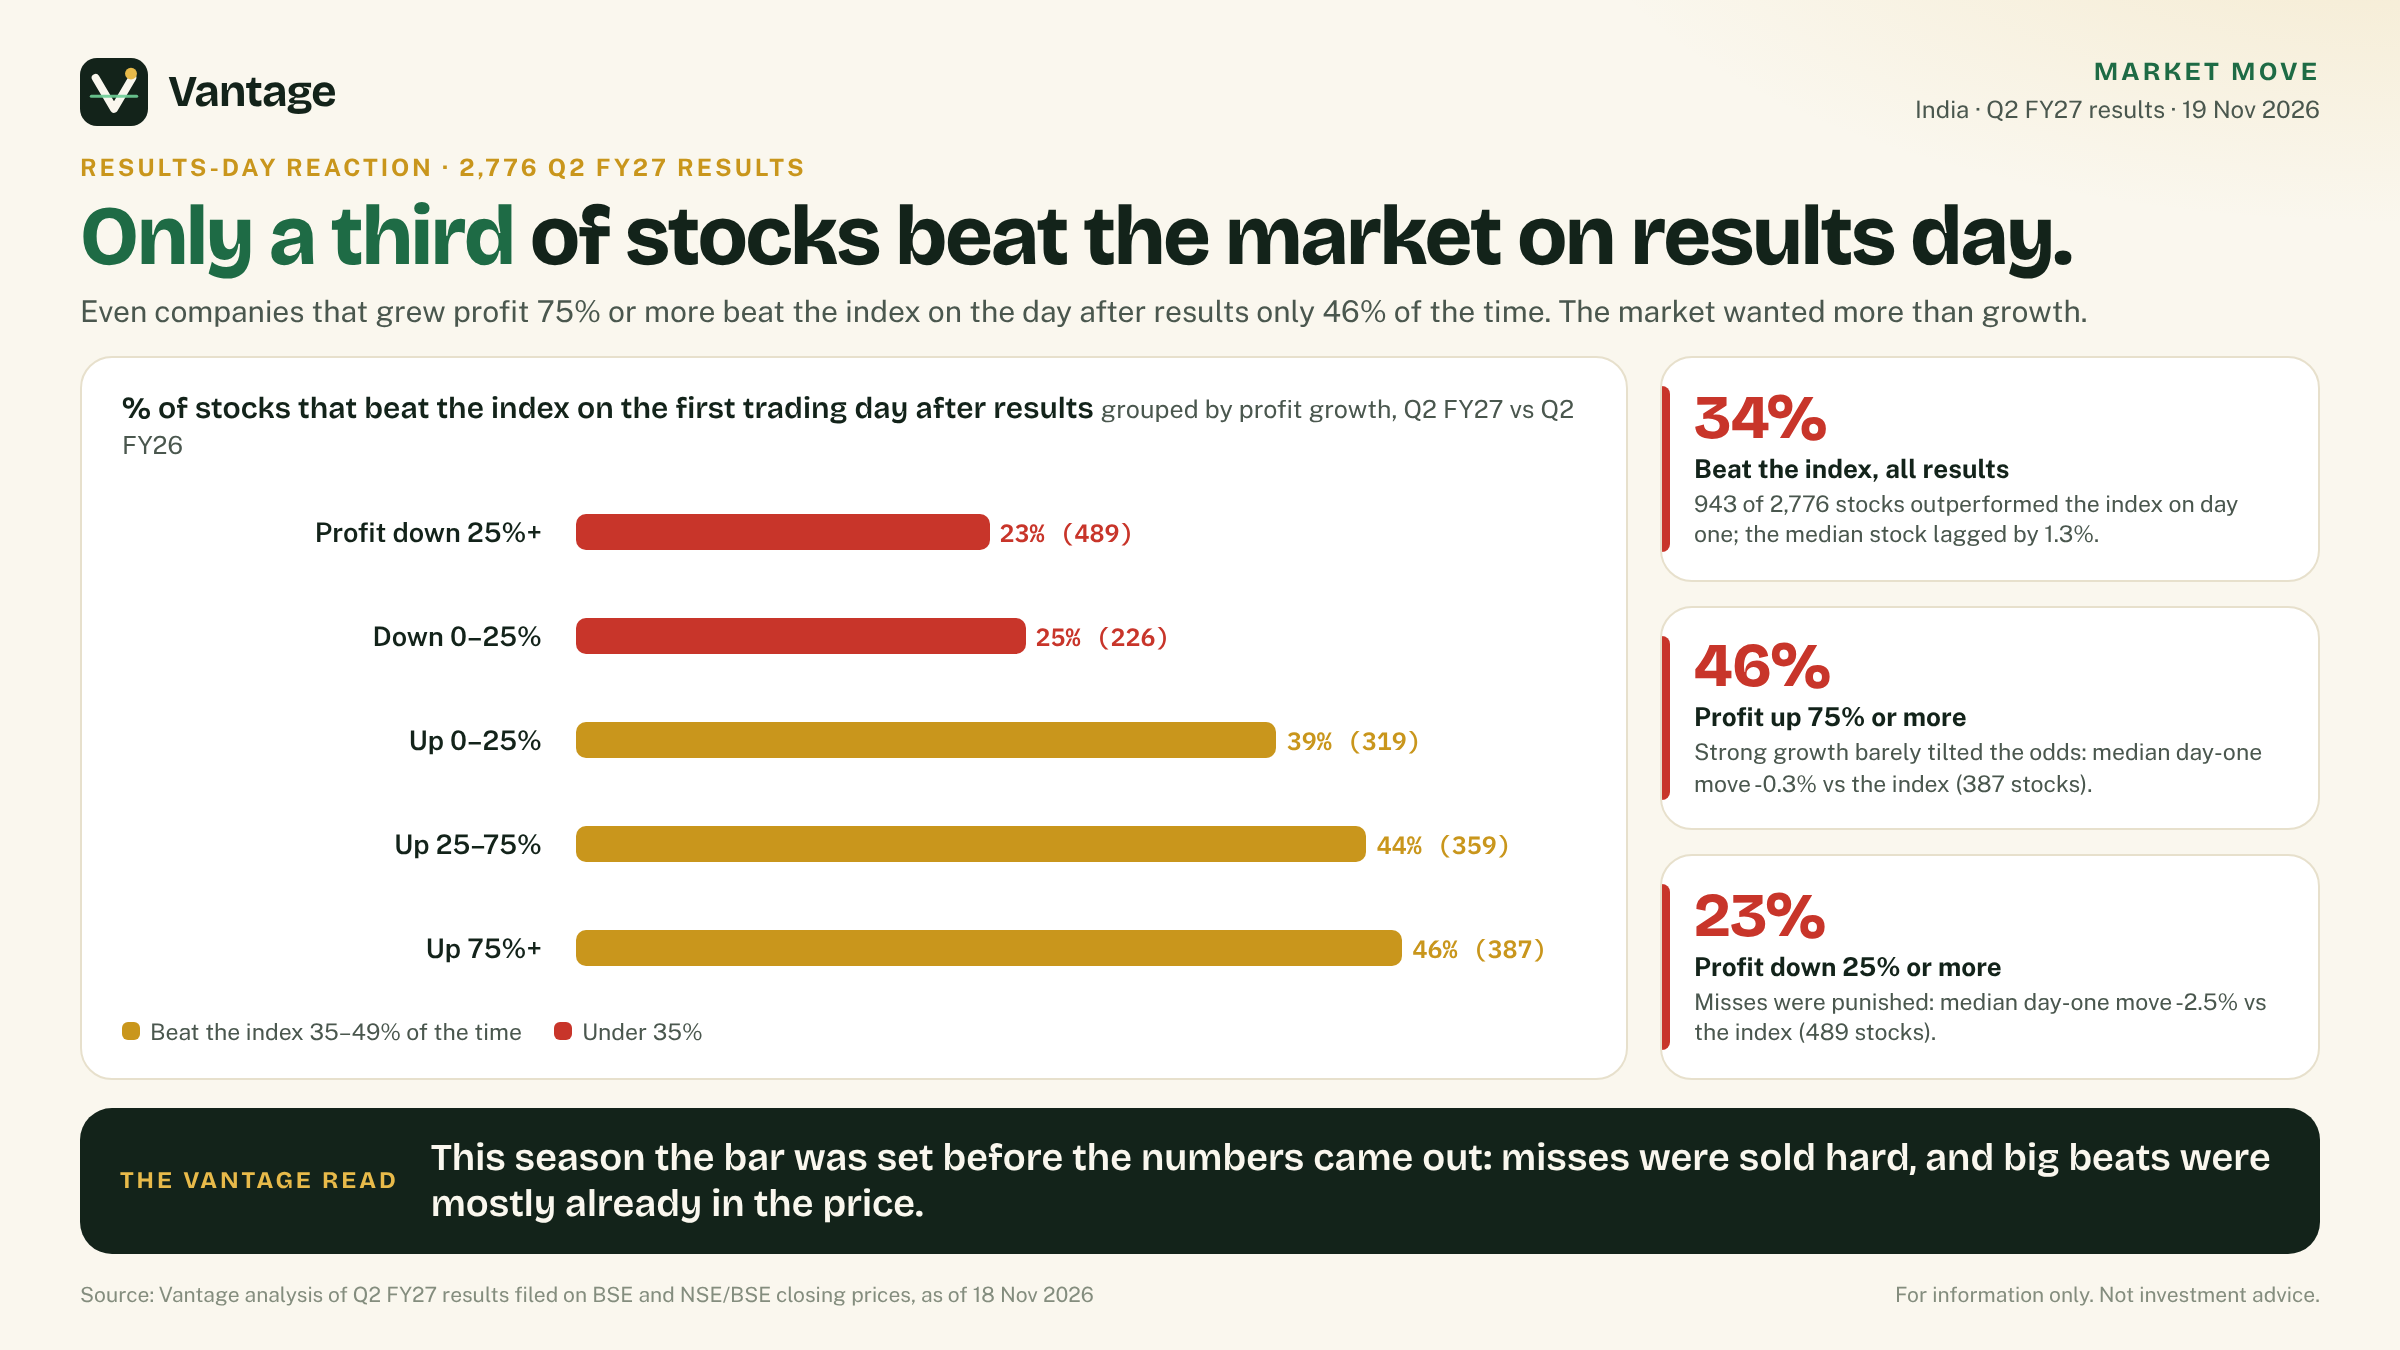 Vantage
MARKET MOVE
India · Q2 FY27 results · 19 Nov 2026
RESULTS-DAY REACTION · 2,776 Q2 FY27 RESULTS
Only a third of stocks beat the market on results day.
Even companies that grew profit 75% or more beat the index on the day after results only 46% of the time. The market wanted more than growth.
% of stocks that beat the index on the first trading day after results grouped by profit growth, Q2 FY27 vs Q2
FY26
Profit down 25%+ 23% (489)
Down 0–25% 25% (226)
Up 0–25% 39% (319)
Up 25–75% 44% (359)
Up 75%+ 46% (387)
Beat the index 35–49% of the time Under 35%
34%
Beat the index, all results
943 of 2,776 stocks outperformed the index on day
one; the median stock lagged by 1.3%.
46%
Profit up 75% or more
Strong growth barely tilted the odds: median day-one
move -0.3% vs the index (387 stocks).
23%
Profit down 25% or more
Misses were punished: median day-one move -2.5% vs
the index (489 stocks).
THE VANTAGE READ
This season the bar was set before the numbers came out: misses were sold hard, and big beats were
mostly already in the price.
Source: Vantage analysis of Q2 FY27 results filed on BSE and NSE/BSE closing prices, as of 18 Nov 2026
For information only. Not investment advice.